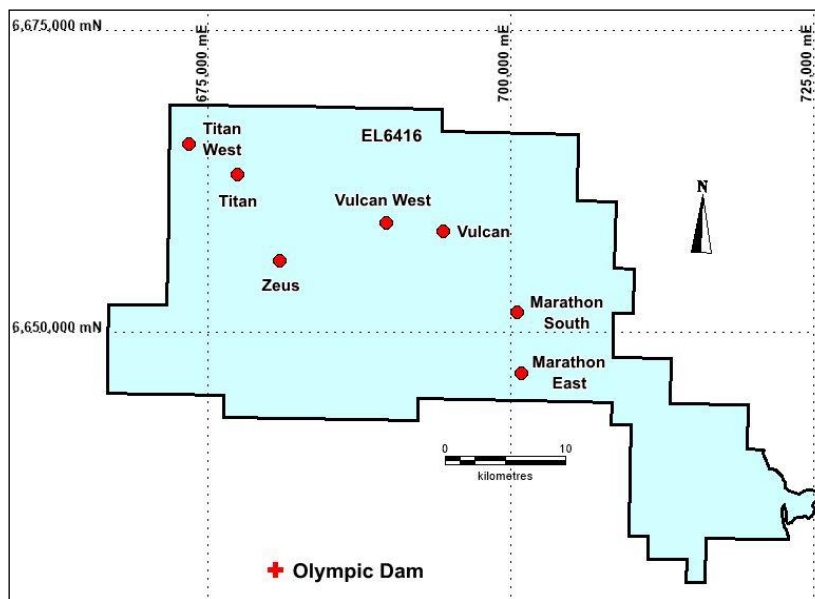 6,675,000 mN
675,000 mE
700,000 mE
725,000 mE
EL6416
Titan
West
Titan
Vulcan West
Vulcan
Zeus
N
Marathon
South
6,650,000 mN
Marathon
East
0 10
kilometres
Olympic Dam